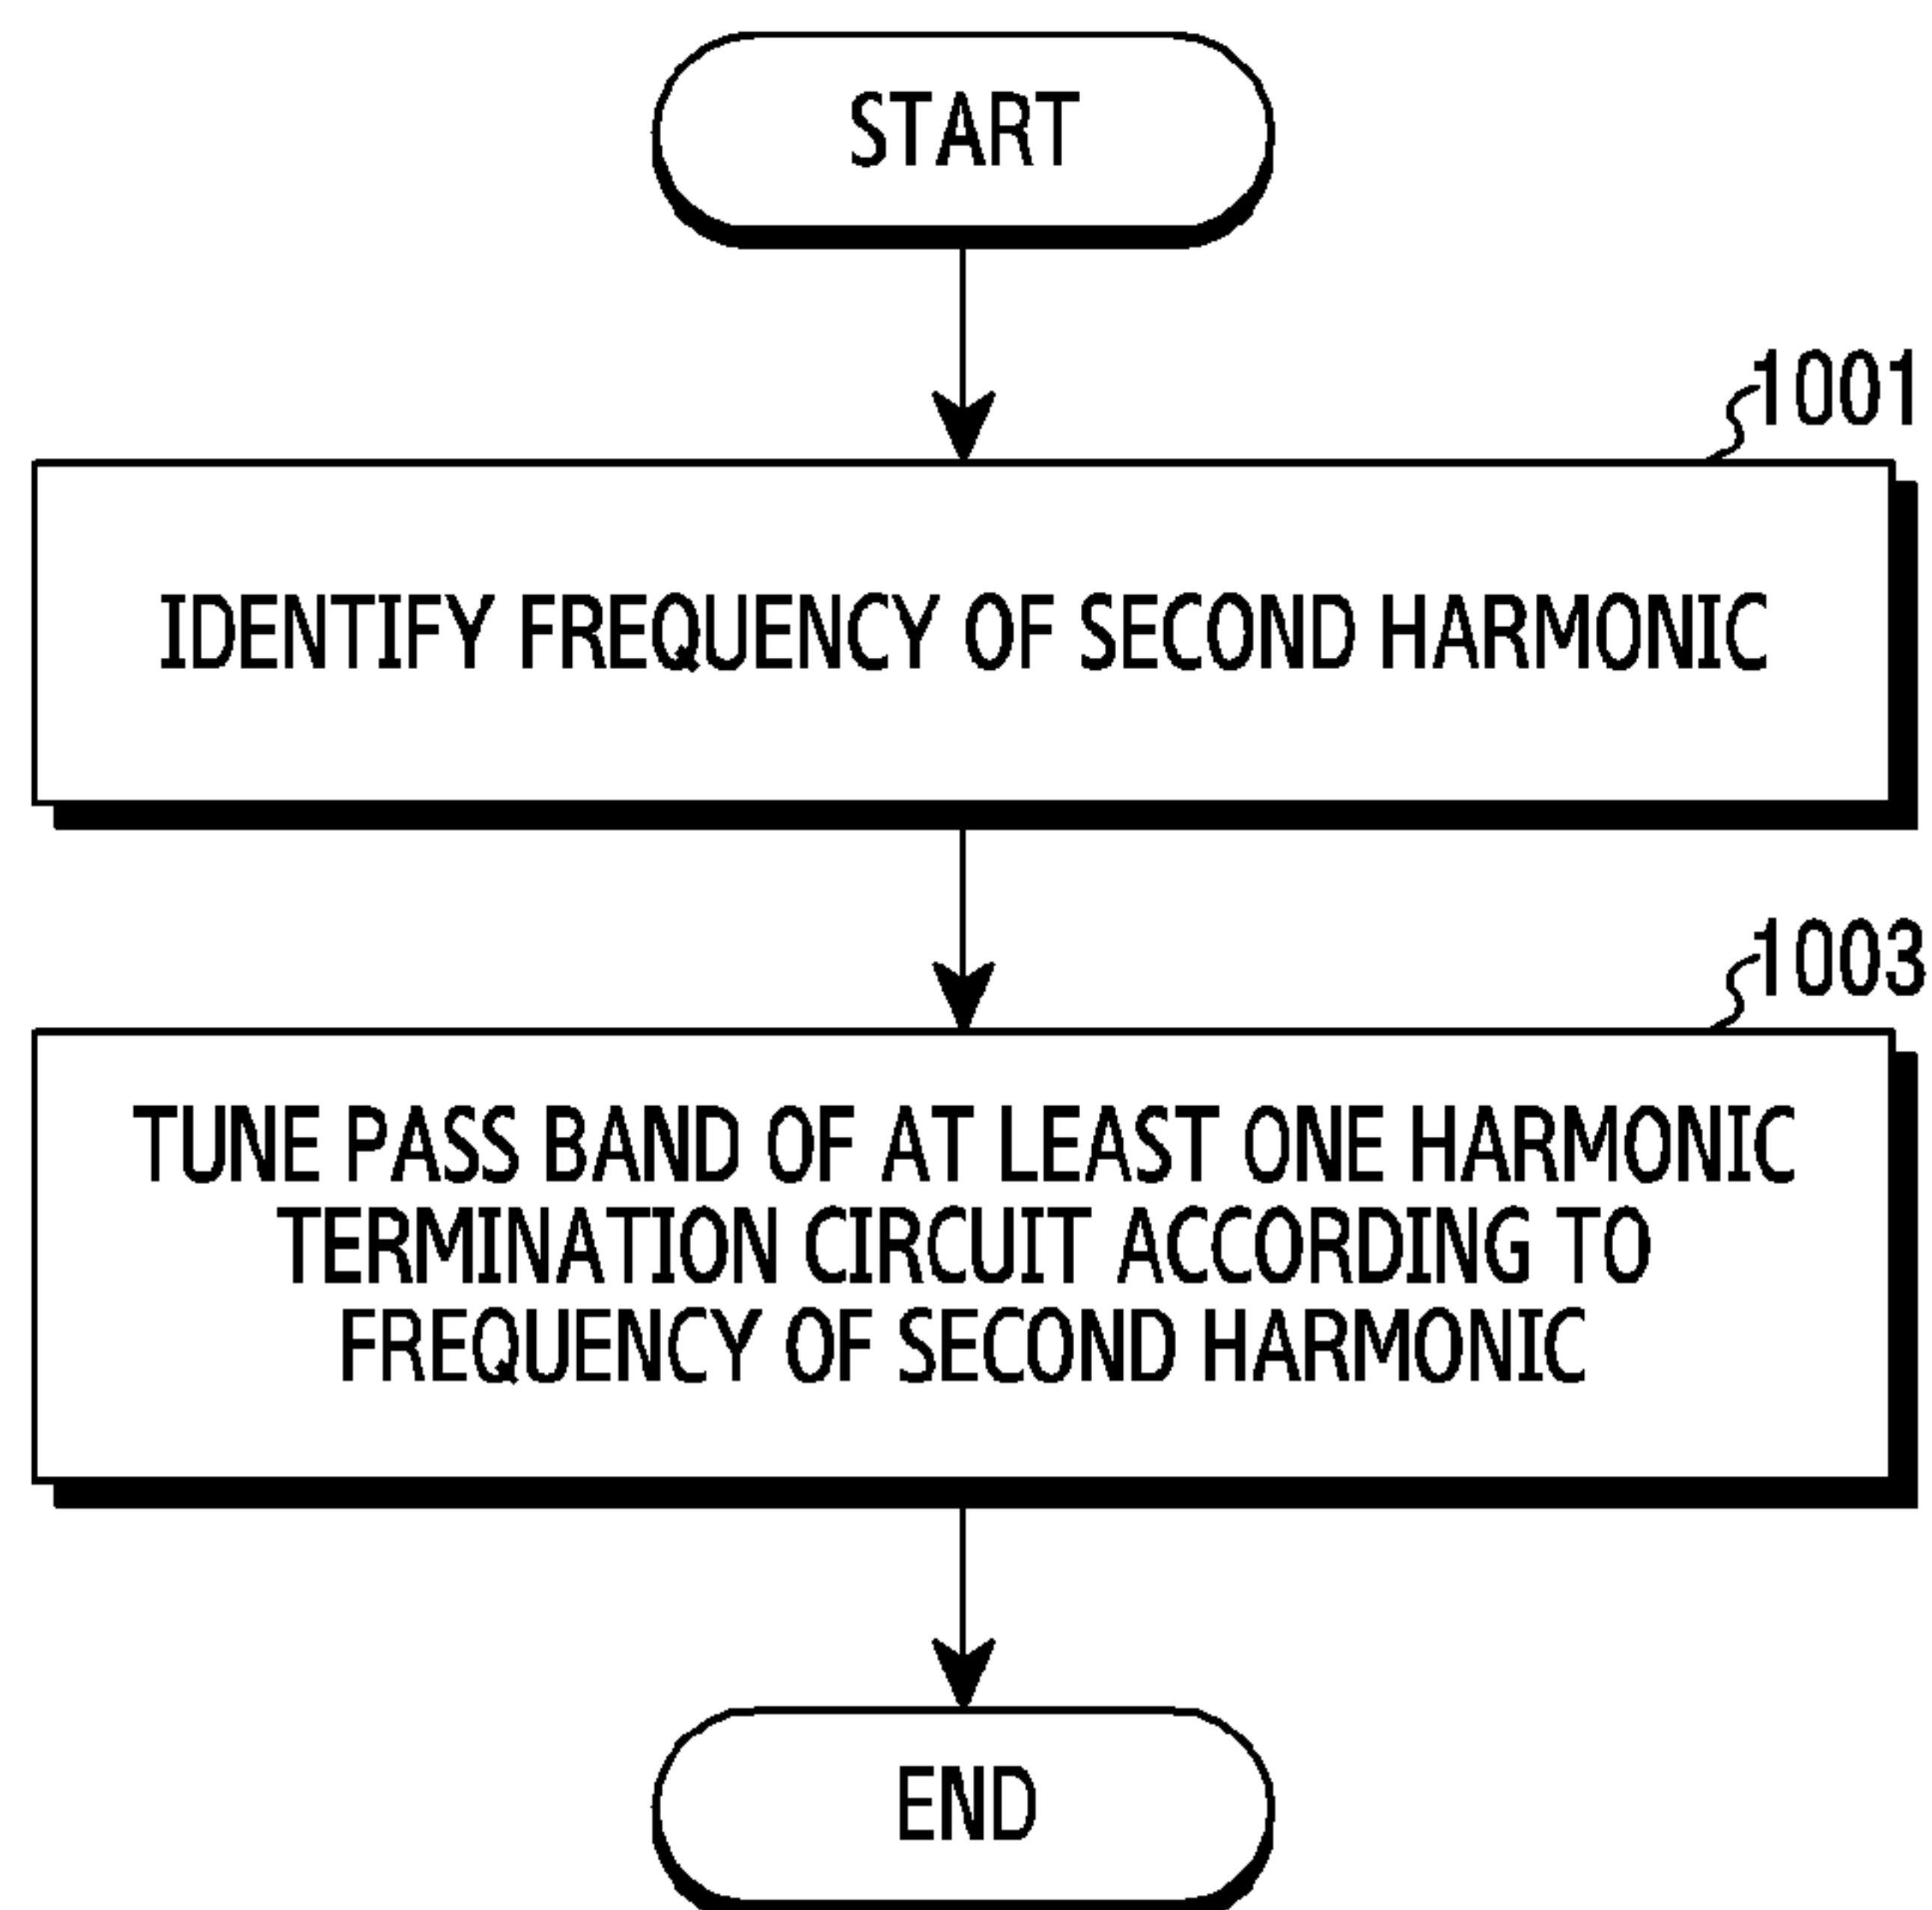 START
1001
IDENTIFY FREQUENCY OF SECOND HARMONIC
1003
TUNE PASS BAND OF AT LEAST ONE HARMONIC
TERMINATION CIRCUIT ACCORDING TO
FREQUENCY OF SECOND HARMONIC
END